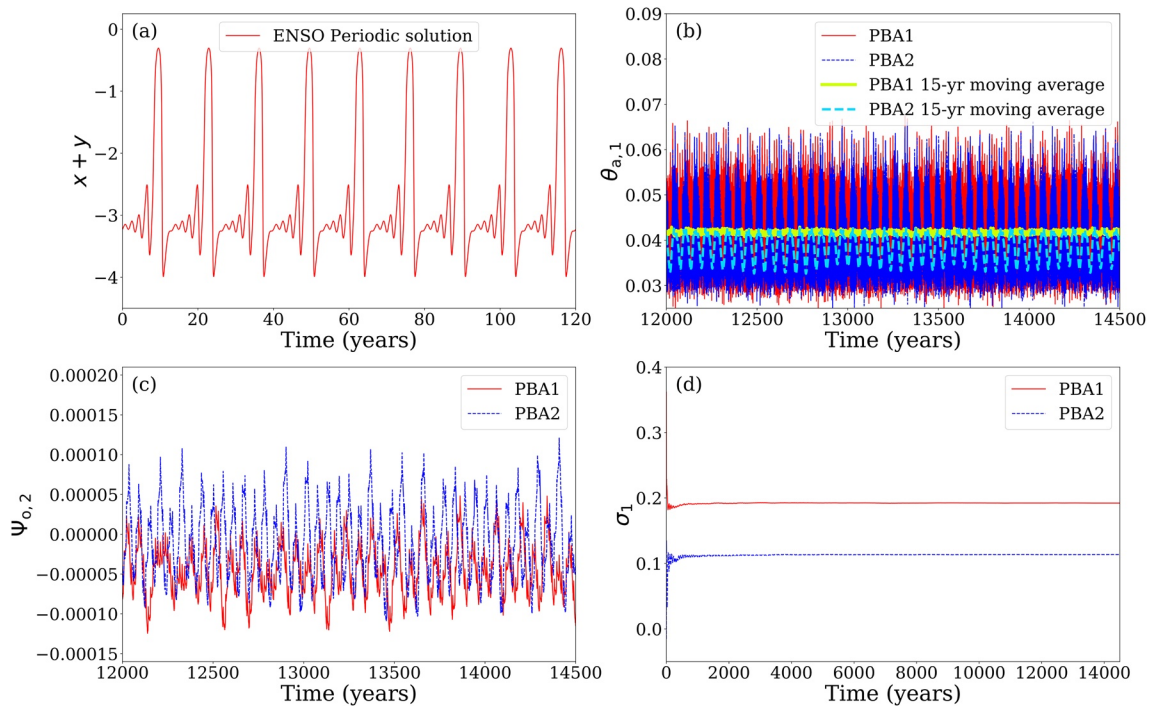 (a)
ENSO Periodic solution
0
−1
−2
−3
−4
x + y
0 20 40 60 80 100 120
Time (years)
(b)
PBA1
PBA2
PBA1 15-yr moving average
PBA2 15-yr moving average
0.09
0.08
0.07
0.06
0.05
0.04
0.03
θa, 1
12000 12500 13000 13500 14000 14500
Time (years)
(c)
PBA1
PBA2
0.00020
0.00015
0.00010
0.00005
0.00000
−0.00005
−0.00010
−0.00015
Ψo, 2
12000 12500 13000 13500 14000 14500
Time (years)
(d)
PBA1
PBA2
0.4
0.3
0.2
0.1
0.0
σ1
0 2000 4000 6000 8000 10000 12000 14000
Time (years)